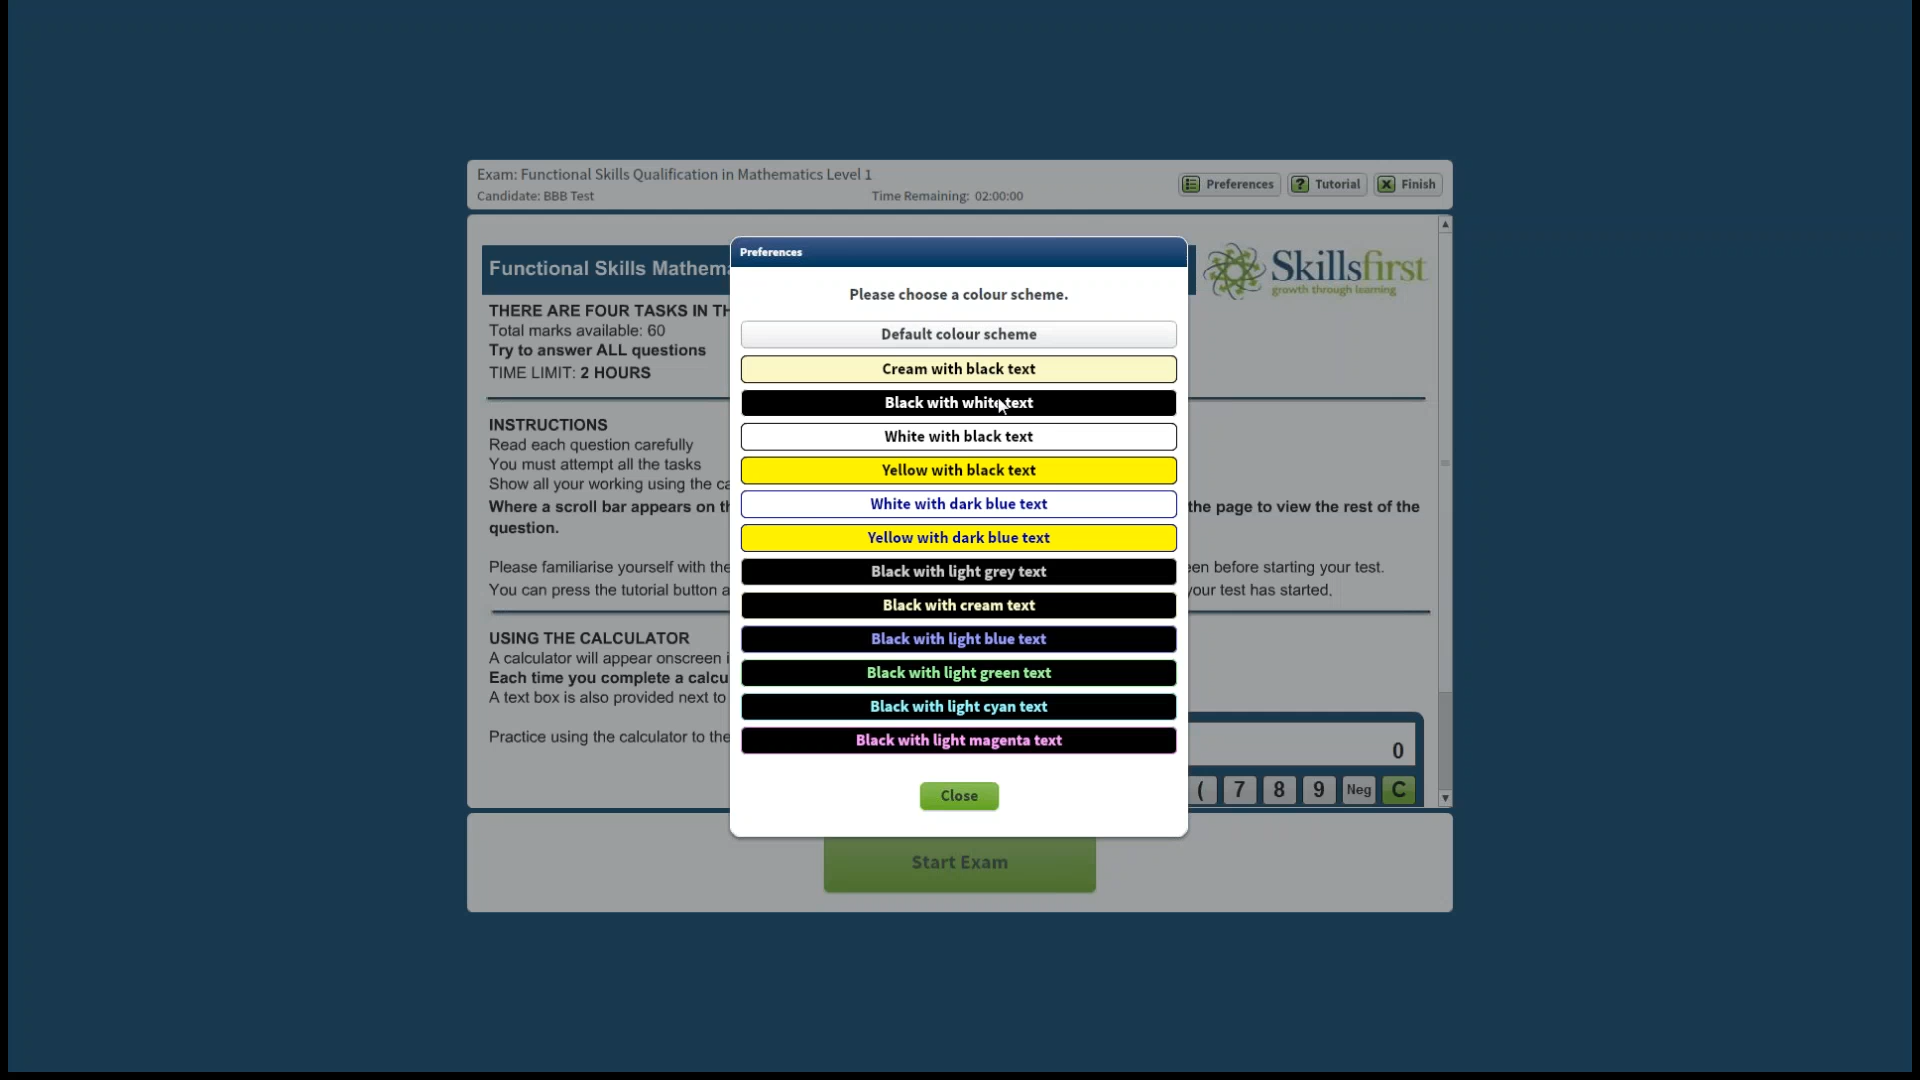 Exam: Functional Skills Qualification in Mathematics Level 1
Candidate: BBB Test
Time Remaining: 02:00:00
Preferences
Tutorial
Finish
Functional Skills Mathema
Skillsfirst
growth through learning
THERE ARE FOUR TASKS IN TH
Total marks available: 60
Try to answer ALL questions
TIME LIMIT: 2 HOURS
INSTRUCTIONS
Read each question carefully
You must attempt all the tasks
Show all your working using the ca
Where a scroll bar appears on th
the page to view the rest of the
question.
Please familiarise yourself with the
en before starting your test.
You can press the tutorial button a
your test has started.
USING THE CALCULATOR
A calculator will appear onscreen i
Each time you complete a calcu
A text box is also provided next to
Practice using the calculator to the
Preferences
Please choose a colour scheme.
Default colour scheme
Cream with black text
Black with white text
White with black text
Yellow with black text
White with dark blue text
Yellow with dark blue text
Black with light grey text
Black with cream text
Black with light blue text
Black with light green text
Black with light cyan text
Black with light magenta text
Close
0
( 7 8 9 Neg C
Start Exam